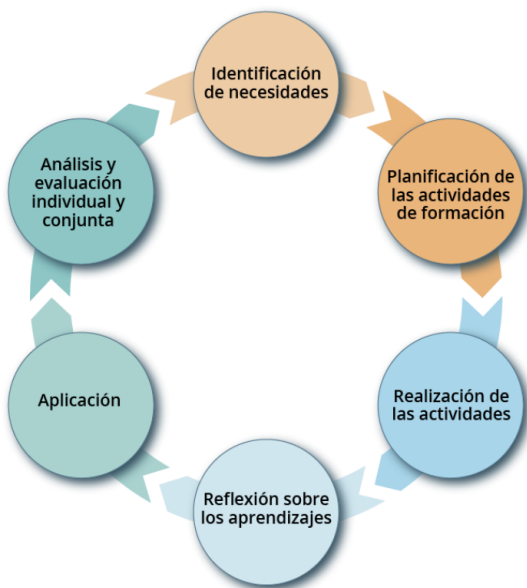 Identificación
de necesidades
Planificación de
las actividades
de formación
Realización de
las actividades
Reflexión sobre
los aprendizajes
Aplicación
Análisis y
evaluación
individual y
conjunta